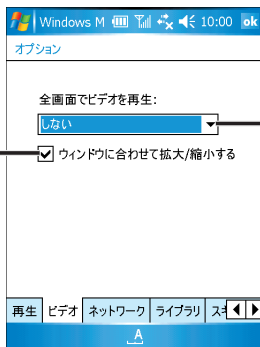 Windows M 10:00 ok
オプション
全画面でビデオを再生:
しない
ウィンドウに合わせて拡大/縮小する
再生 ビデオ ネットワーク ライブラリ スキ
A